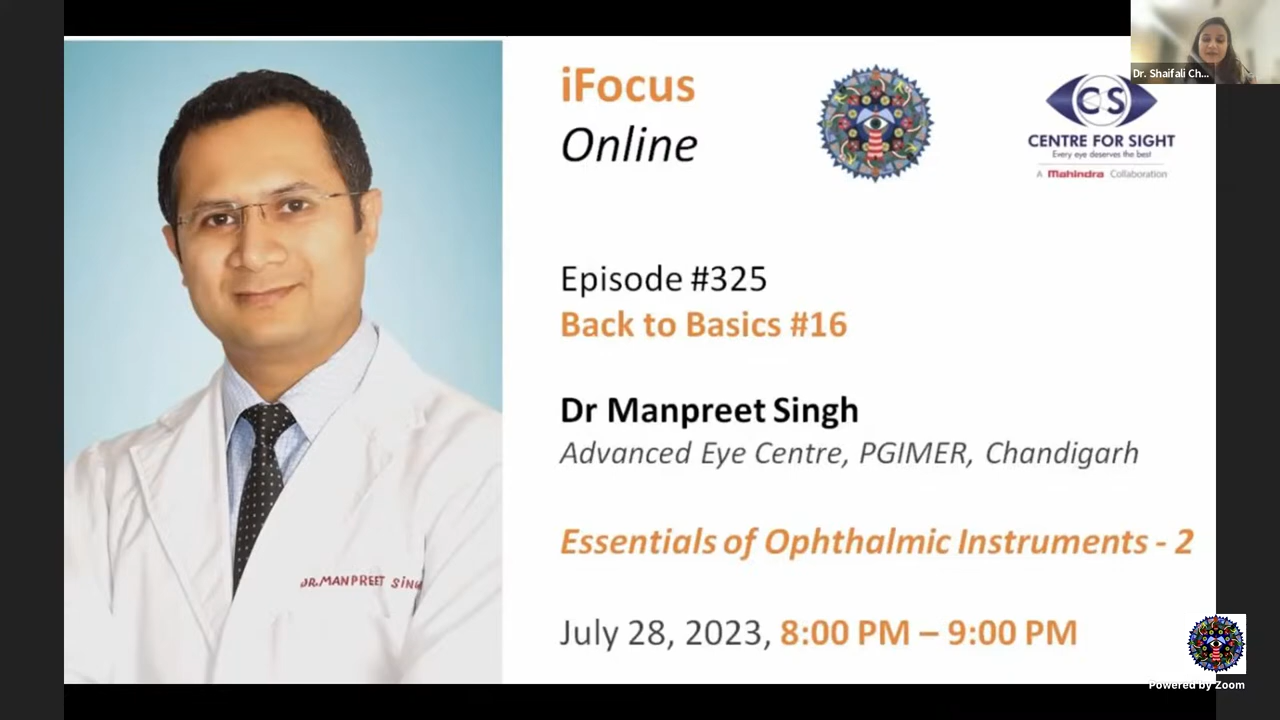 Dr. Shaifali Ch...
iFocus
Online
CS
CENTRE FOR SIGHT
Every eye deserves the best
A Mahindra Collaboration
Episode #325
Back to Basics #16
Dr Manpreet Singh
Advanced Eye Centre, PGIMER, Chandigarh
Essentials of Ophthalmic Instruments - 2
DR.MANPREET SING
July 28, 2023, 8:00 PM – 9:00 PM
Powered by Zoom